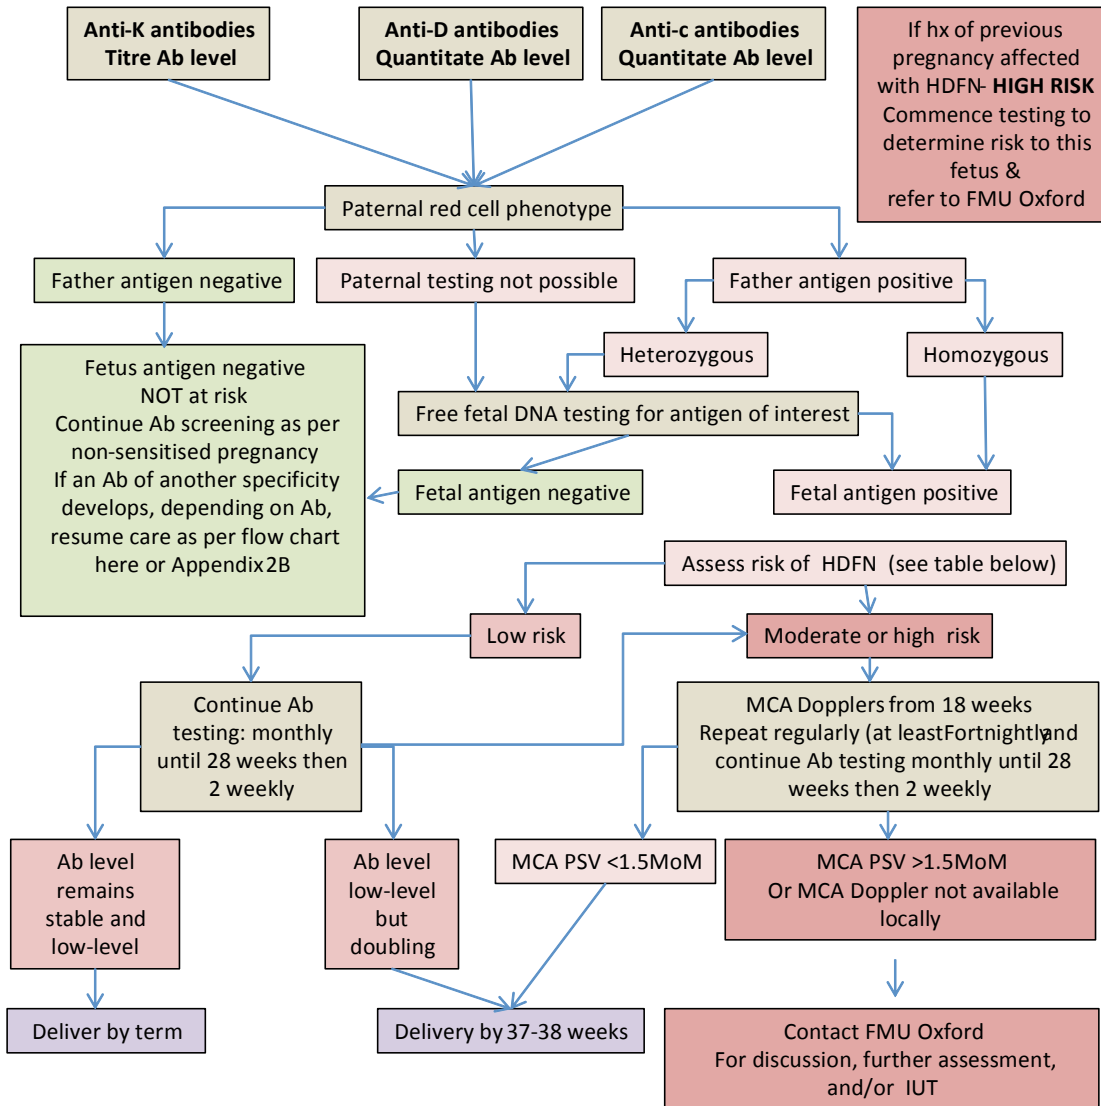 Anti-K antibodies
Titre Ab level
Anti-D antibodies
Quantitate Ab level
Anti-c antibodies
Quantitate Ab level
If hx of previous
pregnancy affected
with HDFN- HIGH RISK
Commence testing to
determine risk to this
fetus &
refer to FMU Oxford
Paternal red cell phenotype
Father antigen negative
Paternal testing not possible
Father antigen positive
Heterozygous
Homozygous
Fetus antigen negative
NOT at risk
Continue Ab screening as per
non-sensitised pregnancy
If an Ab of another specificity
develops, depending on Ab,
resume care as per flow chart
here or Appendix 2B
Free fetal DNA testing for antigen of interest
Fetal antigen negative
Fetal antigen positive
Assess risk of HDFN (see table below)
Low risk
Moderate or high risk
Continue Ab
testing: monthly
until 28 weeks then
2 weekly
MCA Dopplers from 18 weeks
Repeat regularly (at least Fortnightly and
continue Ab testing monthly until 28
weeks then 2 weekly
Ab level
remains
stable and
low-level
Ab level
low-level
but
doubling
MCA PSV <1.5MoM
MCA PSV >1.5MoM
Or MCA Doppler not available
locally
Deliver by term
Delivery by 37-38 weeks
Contact FMU Oxford
For discussion, further assessment,
and/or IUT